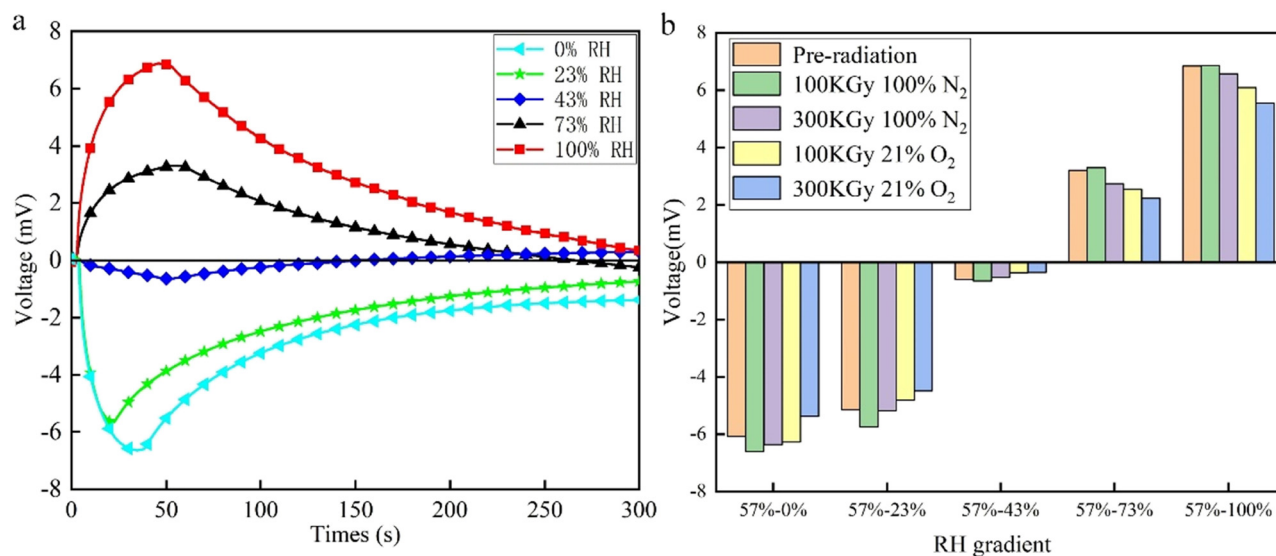 a
8
6
4
2
0
-2
-4
-6
-8
Voltage (mV)
0
50
100
150
200
250
300
Times (s)
0% RH
23% RH
43% RH
73% RH
100% RH
b
8
6
4
2
0
-2
-4
-6
-8
Voltage(mV)
Pre-radiation
100KGy 100% N₂
300KGy 100% N₂
100KGy 21% O₂
300KGy 21% O₂
57%-0%
57%-23%
57%-43%
57%-73%
57%-100%
RH gradient